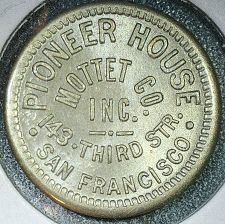 PIONEER HOUSE
MOTTET CO
INC.
143 THIRD STR.
SAN FRANCISCO